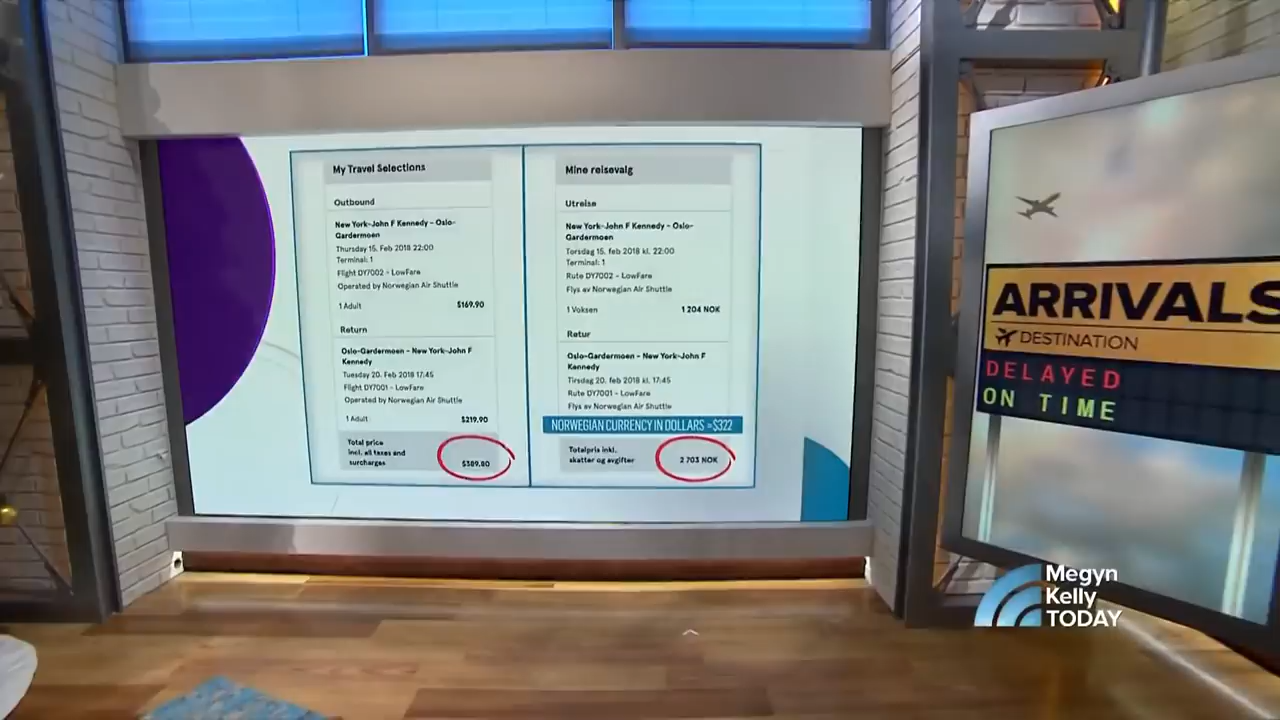 My Travel Selections
Outbound
New York-John F Kennedy - Oslo-
Gardermoen
Thursday 15. Feb 2018 22:00
Terminal: 1
Flight DY7002 - LowFare
Operated by Norwegian Air Shuttle
1 Adult $169.90
Return
Oslo-Gardermoen - New York-John F
Kennedy
Tuesday 20. Feb 2018 17:45
Flight DY7001 - LowFare
Operated by Norwegian Air Shuttle
1 Adult $219.90
Total price
incl. all taxes and
surcharges
$389.80
Mine reisevalg
Utreise
New York-John F Kennedy - Oslo-
Gardermoen
Torsdag 15. feb 2018 kl. 22:00
Terminal: 1
Rute DY7002 - LowFare
Flys av Norwegian Air Shuttle
1 Voksen 1 204 NOK
Retur
Oslo-Gardermoen - New York-John F
Kennedy
Tirsdag 20. feb 2018 kl. 17:45
Rute DY7001 - LowFare
Flys av Norwegian Air Shuttle
NORWEGIAN CURRENCY IN DOLLARS =$322
Totalpris inkl.
skatter og avgifter
2 703 NOK
ARRIVALS
DESTINATION
DELAYED
ON TIME
Megyn
Kelly
TODAY